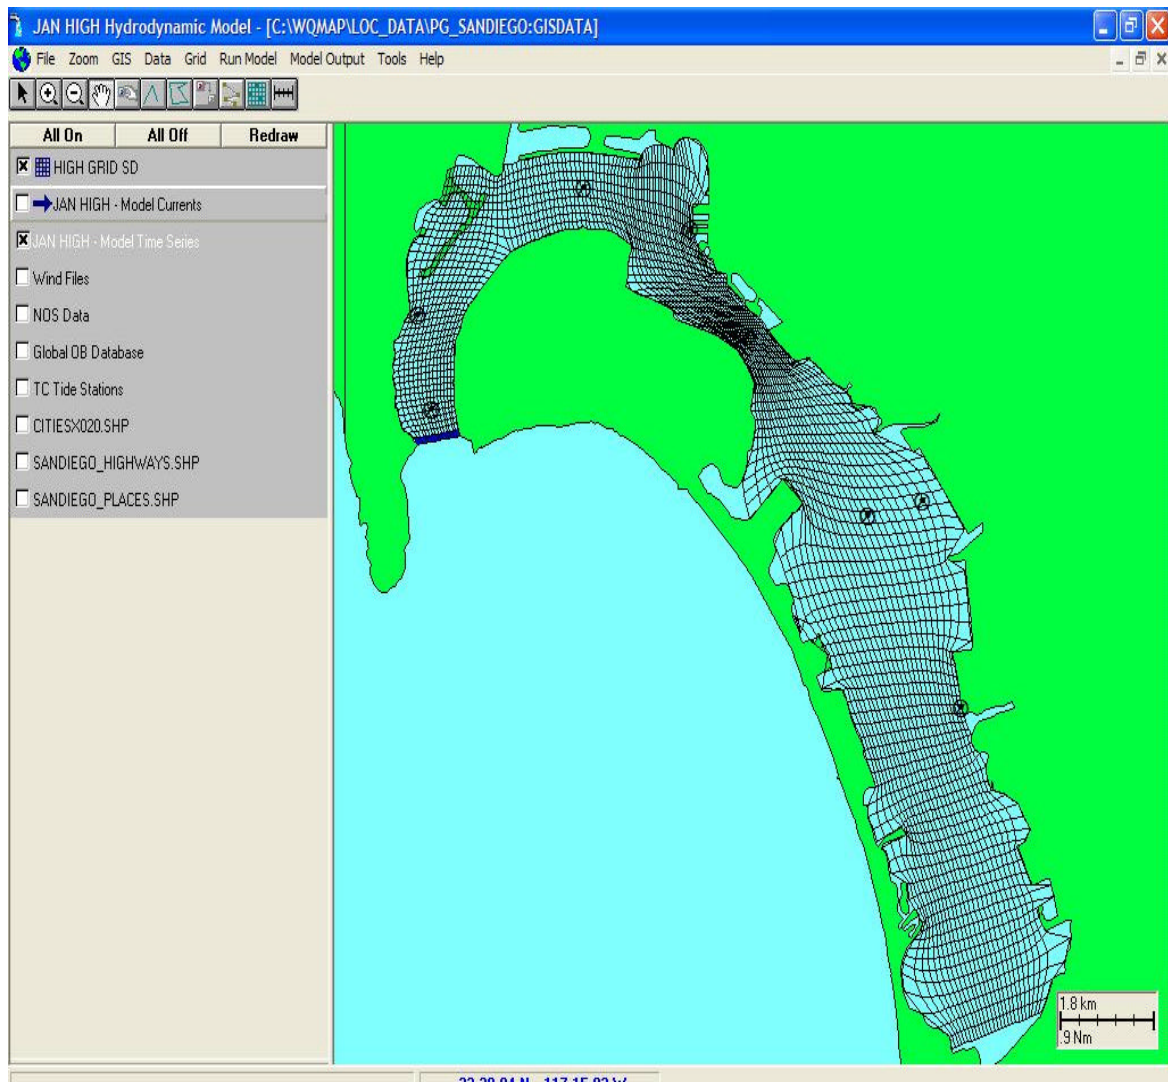 JAN HIGH Hydrodynamic Model - [C:\WQMAP\LOC_DATA\PG_SANDIEGO:GISDATA]
File Zoom GIS Data Grid Run Model Model Output Tools Help
All On All Off Redraw
HIGH GRID SD
JAN HIGH - Model Currents
JAN HIGH - Model Time Series
Wind Files
NOS Data
Global OB Database
TC Tide Stations
CITIESX020.SHP
SANDIEGO_HIGHWAYS.SHP
SANDIEGO_PLACES.SHP
1.8 km
.9 Nm